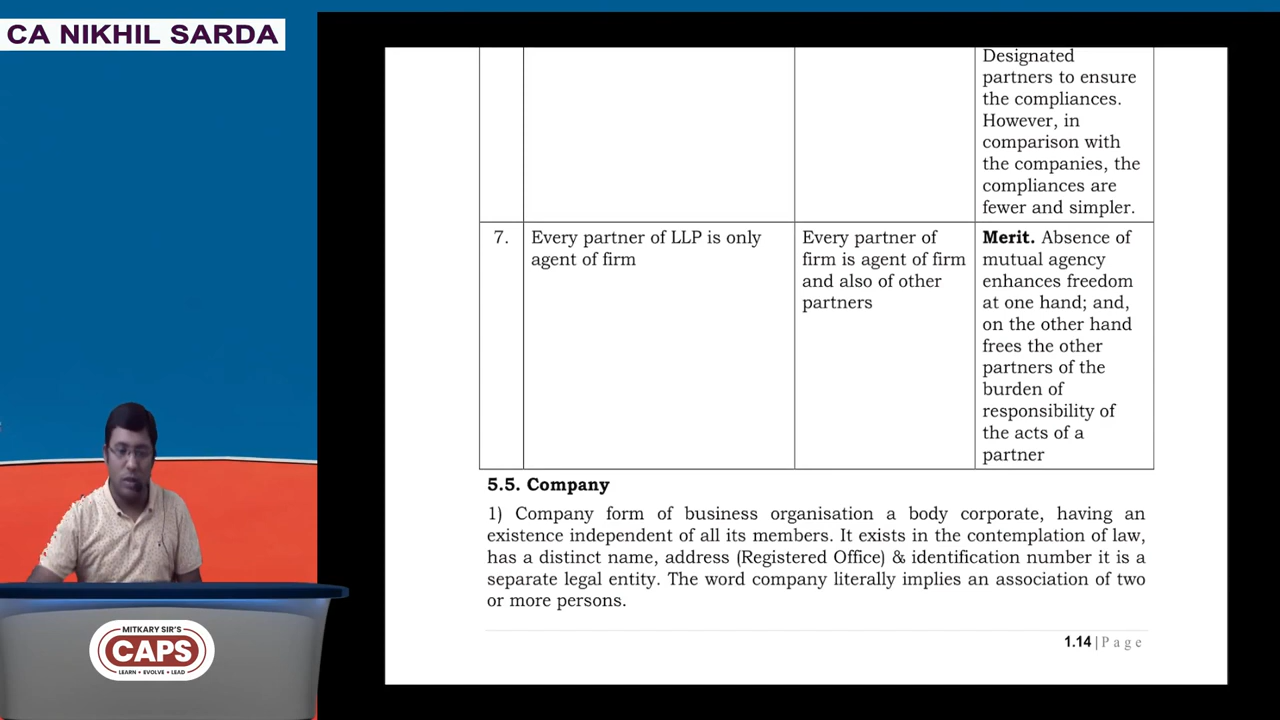 CA NIKHIL SARDA
Designated
partners to ensure
the compliances.
However, in
comparison with
the companies, the
compliances are
fewer and simpler.
7.
Every partner of LLP is only
agent of firm
Every partner of
firm is agent of firm
and also of other
partners
Merit. Absence of
mutual agency
enhances freedom
at one hand; and,
on the other hand
frees the other
partners of the
burden of
responsibility of
the acts of a
partner
5.5. Company
1) Company form of business organisation a body corporate, having an
existence independent of all its members. It exists in the contemplation of law,
has a distinct name, address (Registered Office) & identification number it is a
separate legal entity. The word company literally implies an association of two
or more persons.
1.14|Page
MITKARY SIR'S
CAPS
LEARN • EVOLVE • LEAD